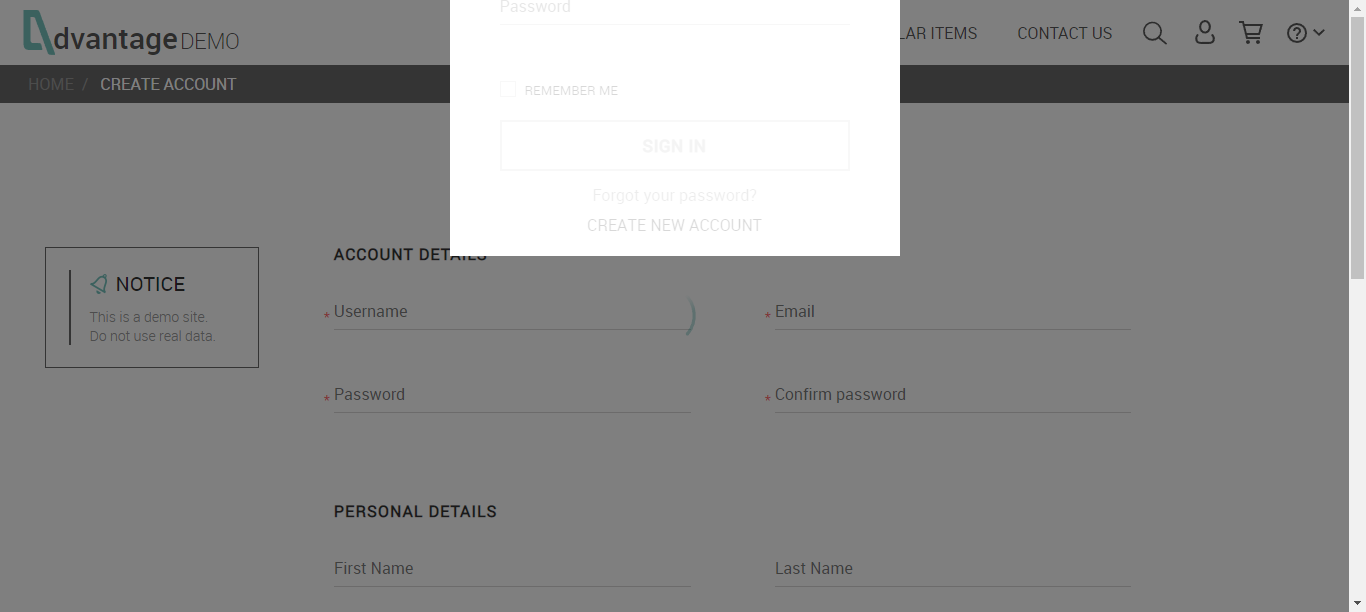 Password
dvantage DEMO
LAR ITEMS
CONTACT US
HOME / CREATE ACCOUNT
REMEMBER ME
SIGN IN
Forgot your password?
CREATE NEW ACCOUNT
ACCOUNT DETAILS
NOTICE
This is a demo site.
Do not use real data.
* Username
* Email
* Password
* Confirm password
PERSONAL DETAILS
First Name
Last Name